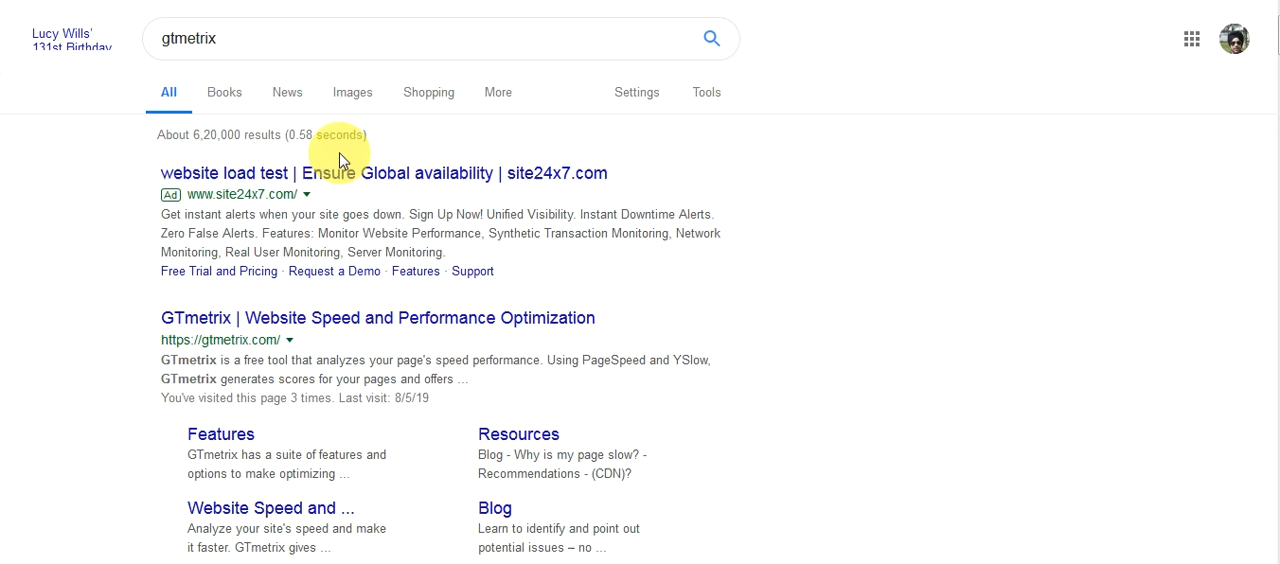 Lucy Wills'
131st Birthday
gtmetrix
All Books News Images Shopping More Settings Tools
About 6,20,000 results (0.58 seconds)
website load test | Ensure Global availability | site24x7.com
Ad www.site24x7.com/
Get instant alerts when your site goes down. Sign Up Now! Unified Visibility. Instant Downtime Alerts.
Zero False Alerts. Features: Monitor Website Performance, Synthetic Transaction Monitoring, Network
Monitoring, Real User Monitoring, Server Monitoring.
Free Trial and Pricing · Request a Demo · Features · Support
GTmetrix | Website Speed and Performance Optimization
https://gtmetrix.com/
GTmetrix is a free tool that analyzes your page's speed performance. Using PageSpeed and YSlow,
GTmetrix generates scores for your pages and offers ...
You've visited this page 3 times. Last visit: 8/5/19
Features
GTmetrix has a suite of features and
options to make optimizing ...
Resources
Blog - Why is my page slow? -
Recommendations - (CDN)?
Website Speed and ...
Analyze your site's speed and make
it faster. GTmetrix gives ...
Blog
Learn to identify and point out
potential issues – no ...